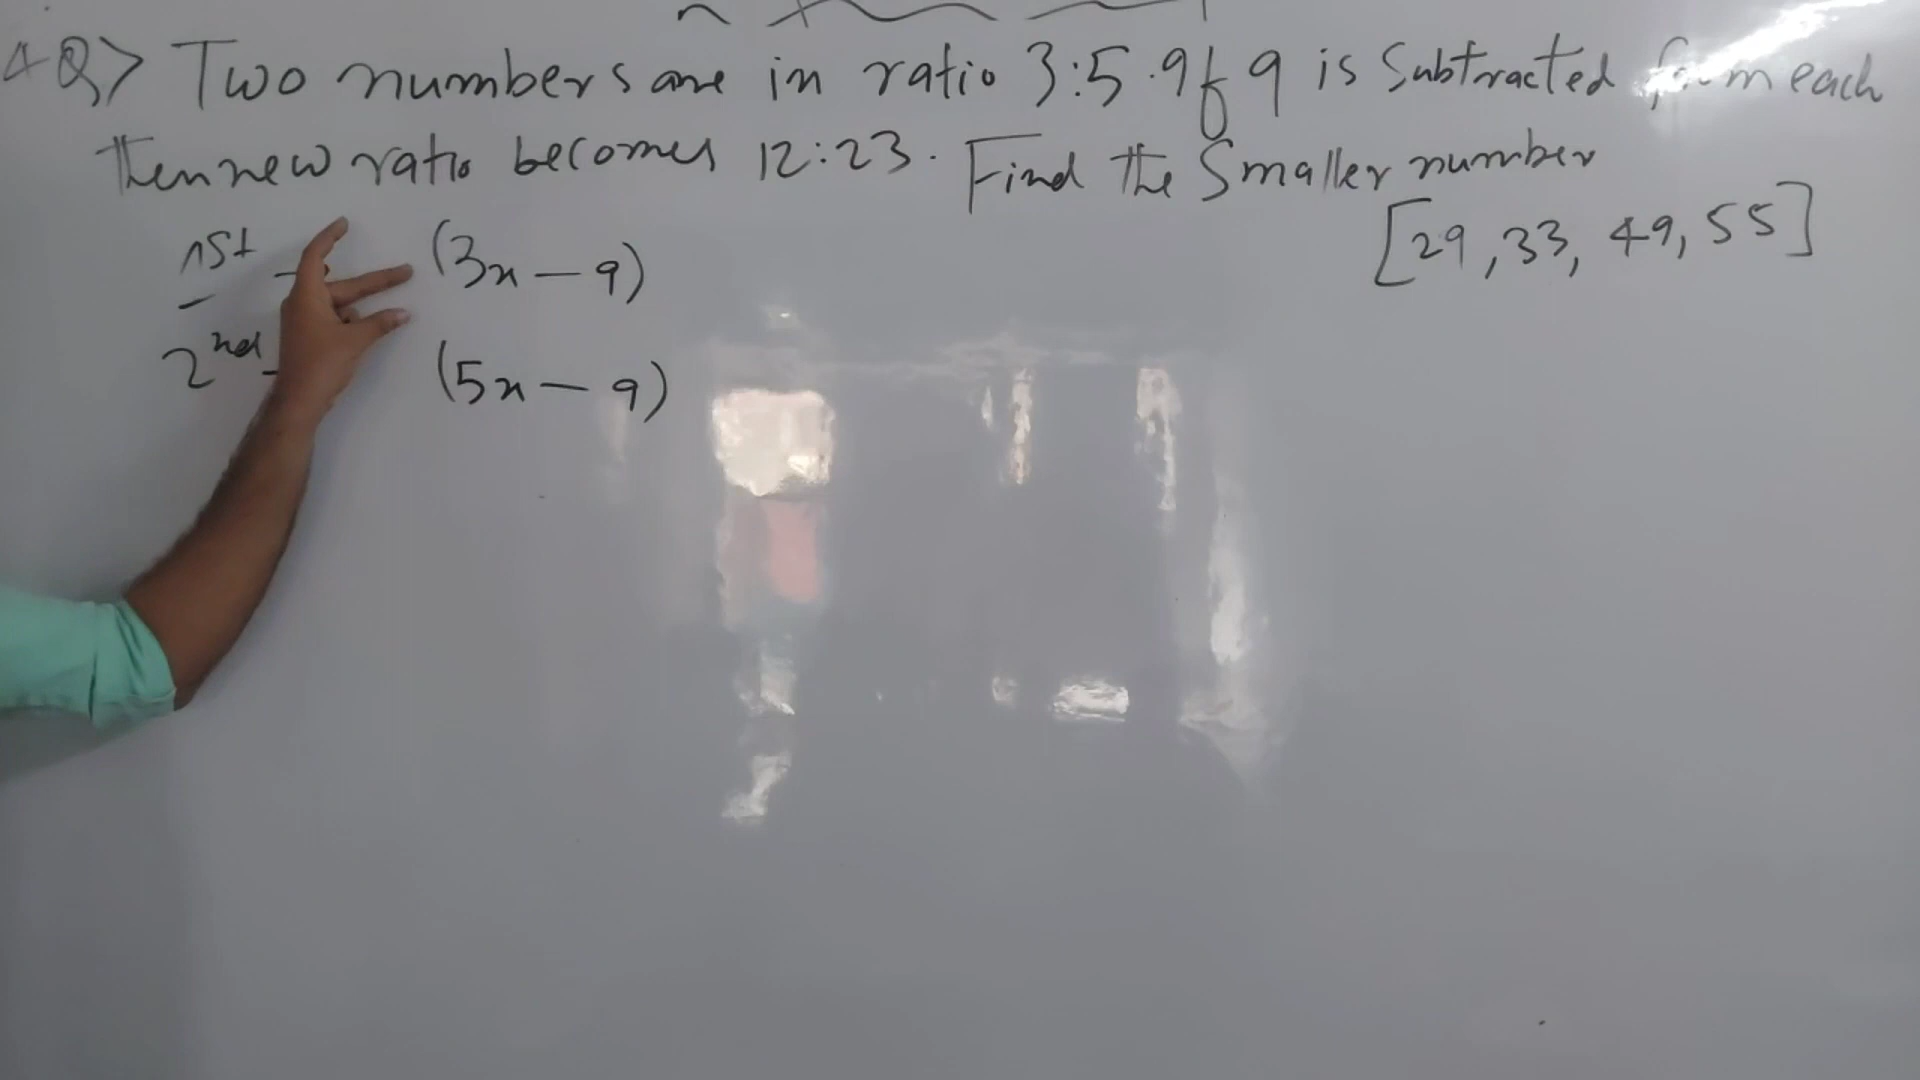 4Q> Two numbers are in ratio 3:5. If 9 is Subtracted from each
then new ratio becomes 12:23. Find the Smaller number
[29, 33, 49, 55]
1st - (3x - 9)
2nd - (5x - 9)